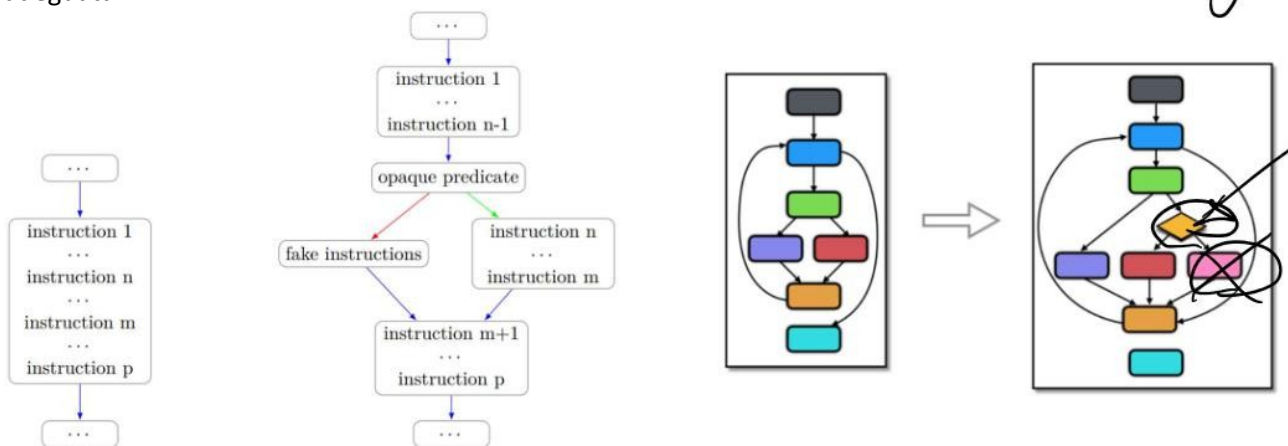 ...
instruction 1
...
instruction n
...
instruction m
...
instruction p
...
...
instruction 1
...
instruction n-1
opaque predicate
fake instructions
instruction n
...
instruction m
instruction m+1
...
instruction p
...